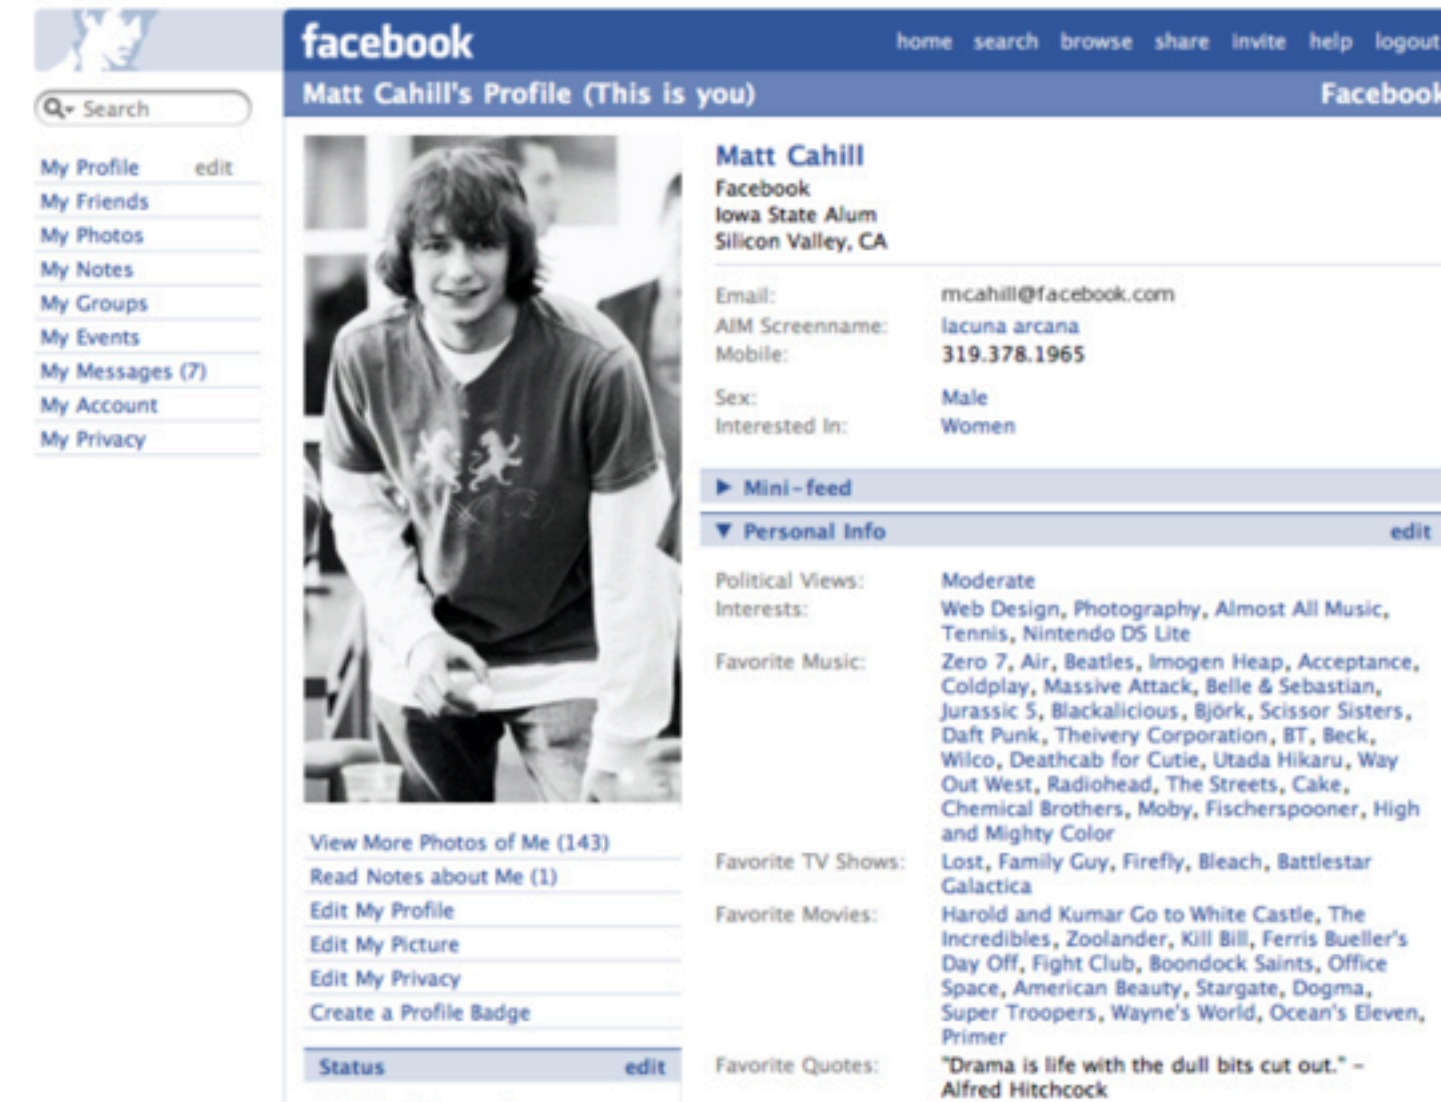 facebook
home search browse share invite help logout
Matt Cahill's Profile (This is you) Facebook
Search
My Profile edit
My Friends
My Photos
My Notes
My Groups
My Events
My Messages (7)
My Account
My Privacy
View More Photos of Me (143)
Read Notes about Me (1)
Edit My Profile
Edit My Picture
Edit My Privacy
Create a Profile Badge
Status edit
Matt Cahill
Facebook
Iowa State Alum
Silicon Valley, CA
Email: mcahill@facebook.com
AIM Screenname: lacuna arcana
Mobile: 319.378.1965
Sex: Male
Interested In: Women
Mini-feed
Personal Info edit
Political Views: Moderate
Interests: Web Design, Photography, Almost All Music,
Tennis, Nintendo DS Lite
Favorite Music: Zero 7, Air, Beatles, Imogen Heap, Acceptance,
Coldplay, Massive Attack, Belle & Sebastian,
Jurassic 5, Blackalicious, Björk, Scissor Sisters,
Daft Punk, Theivery Corporation, BT, Beck,
Wilco, Deathcab for Cutie, Utada Hikaru, Way
Out West, Radiohead, The Streets, Cake,
Chemical Brothers, Moby, Fischerspooner, High
and Mighty Color
Favorite TV Shows: Lost, Family Guy, Firefly, Bleach, Battlestar
Galactica
Favorite Movies: Harold and Kumar Go to White Castle, The
Incredibles, Zoolander, Kill Bill, Ferris Bueller's
Day Off, Fight Club, Boondock Saints, Office
Space, American Beauty, Stargate, Dogma,
Super Troopers, Wayne's World, Ocean's Eleven,
Primer
Favorite Quotes: "Drama is life with the dull bits cut out." –
Alfred Hitchcock